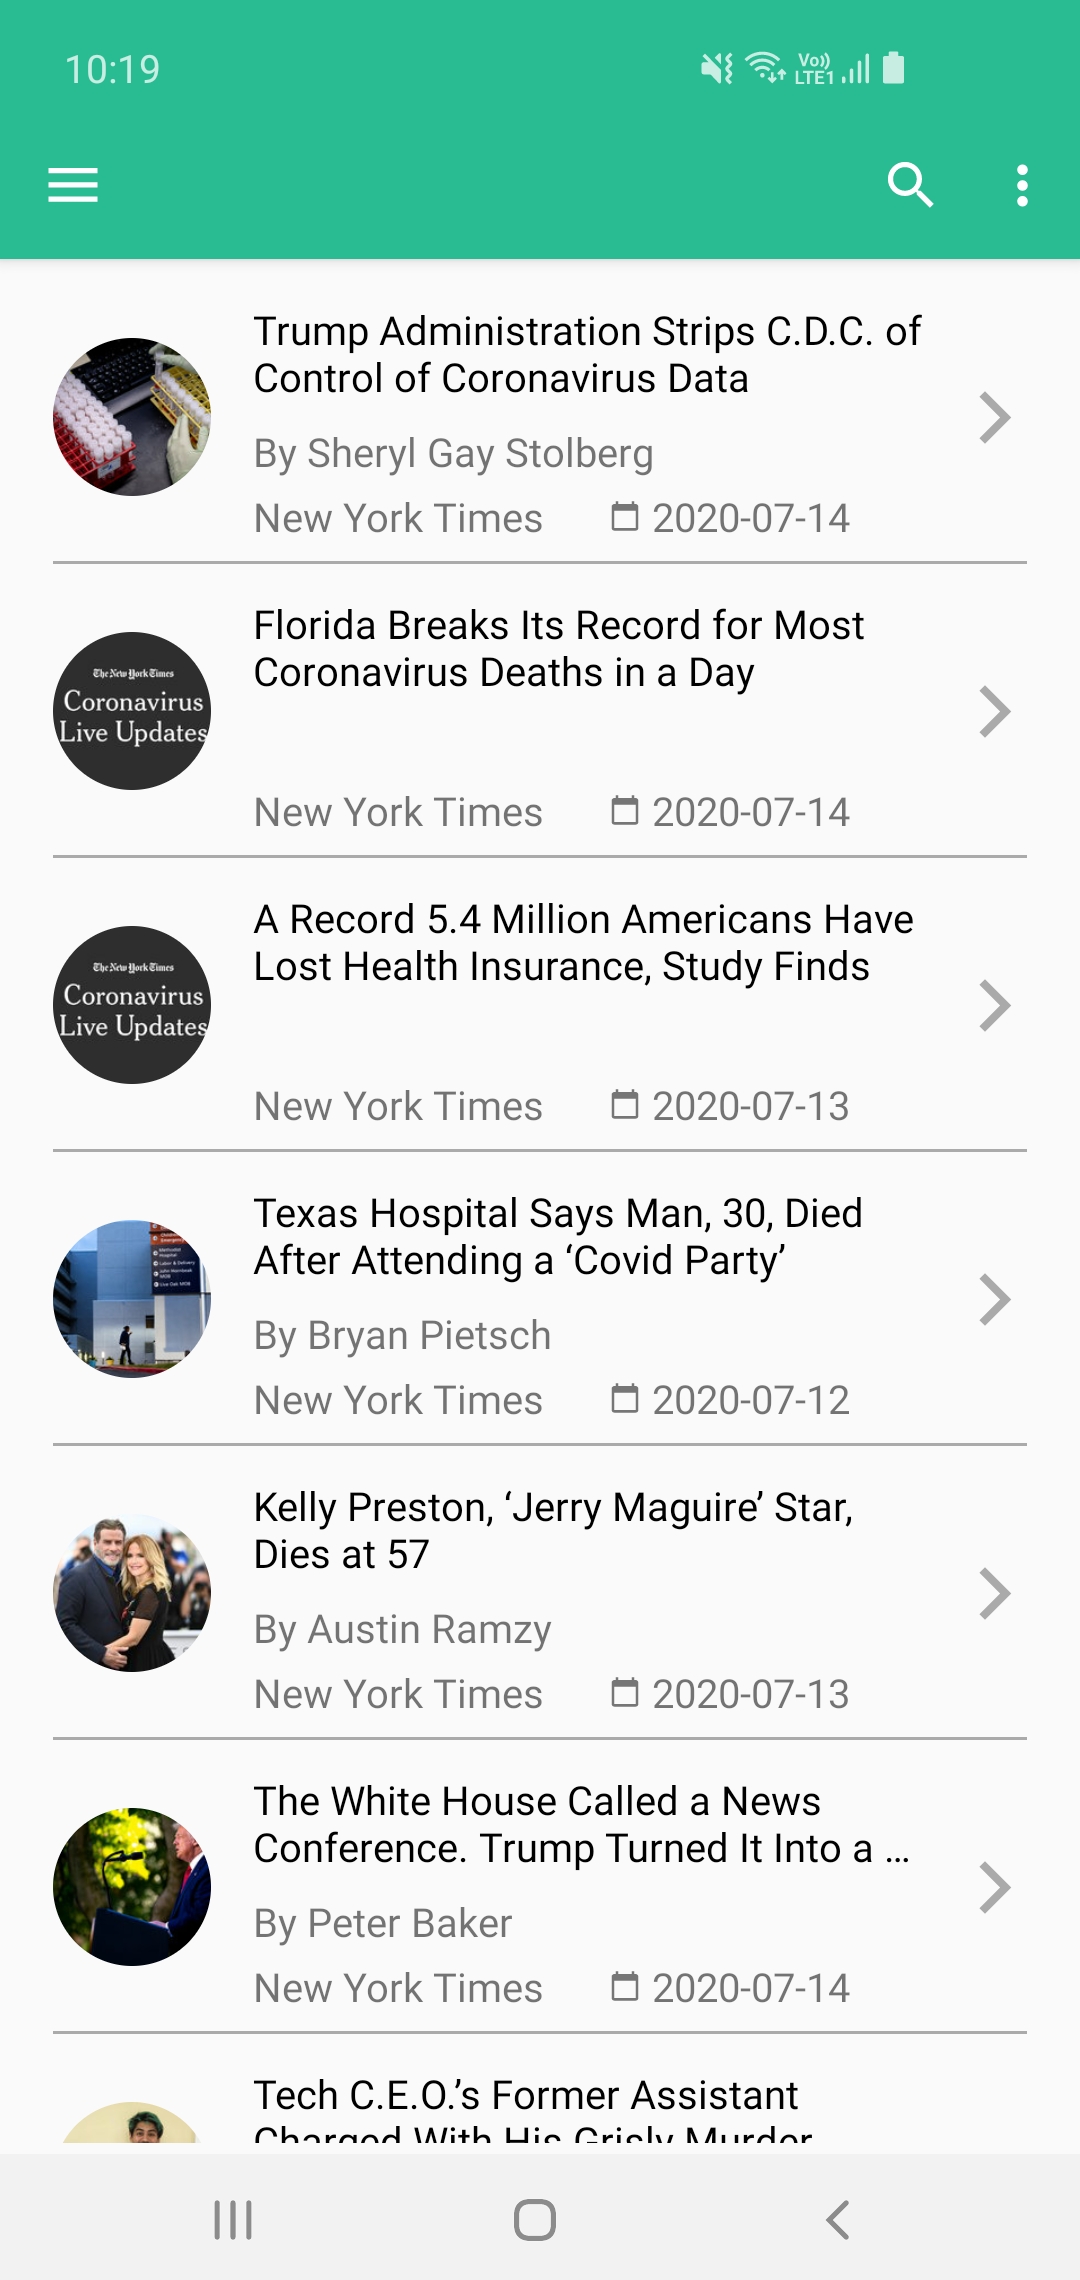 10:19
Vo))
LTE1
Trump Administration Strips C.D.C. of
Control of Coronavirus Data
By Sheryl Gay Stolberg
New York Times 2020-07-14
Florida Breaks Its Record for Most
Coronavirus Deaths in a Day
The New York Times
Coronavirus
Live Updates
New York Times 2020-07-14
A Record 5.4 Million Americans Have
Lost Health Insurance, Study Finds
The New York Times
Coronavirus
Live Updates
New York Times 2020-07-13
Texas Hospital Says Man, 30, Died
After Attending a ‘Covid Party’
By Bryan Pietsch
New York Times 2020-07-12
Kelly Preston, ‘Jerry Maguire’ Star,
Dies at 57
By Austin Ramzy
New York Times 2020-07-13
The White House Called a News
Conference. Trump Turned It Into a ...
By Peter Baker
New York Times 2020-07-14
Tech C.E.O.’s Former Assistant
Charged With His Grisly Murder